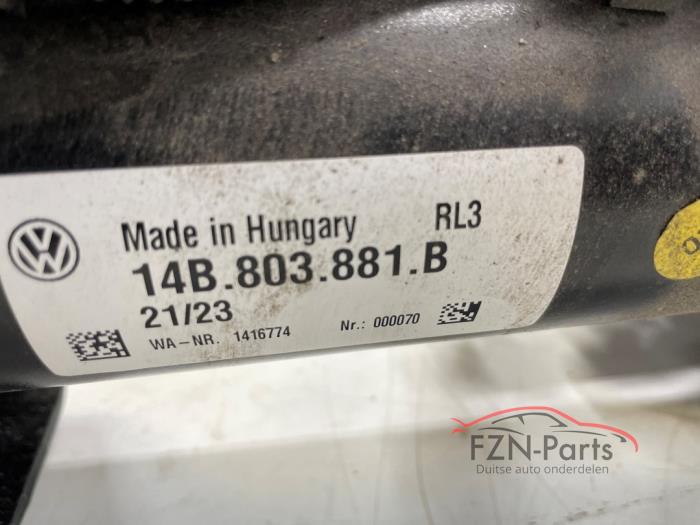 Made in Hungary RL3
14B.803.881.B
21/23
WA-NR. 1416774 Nr.: 000070
FZN-Parts
Duitse auto onderdelen